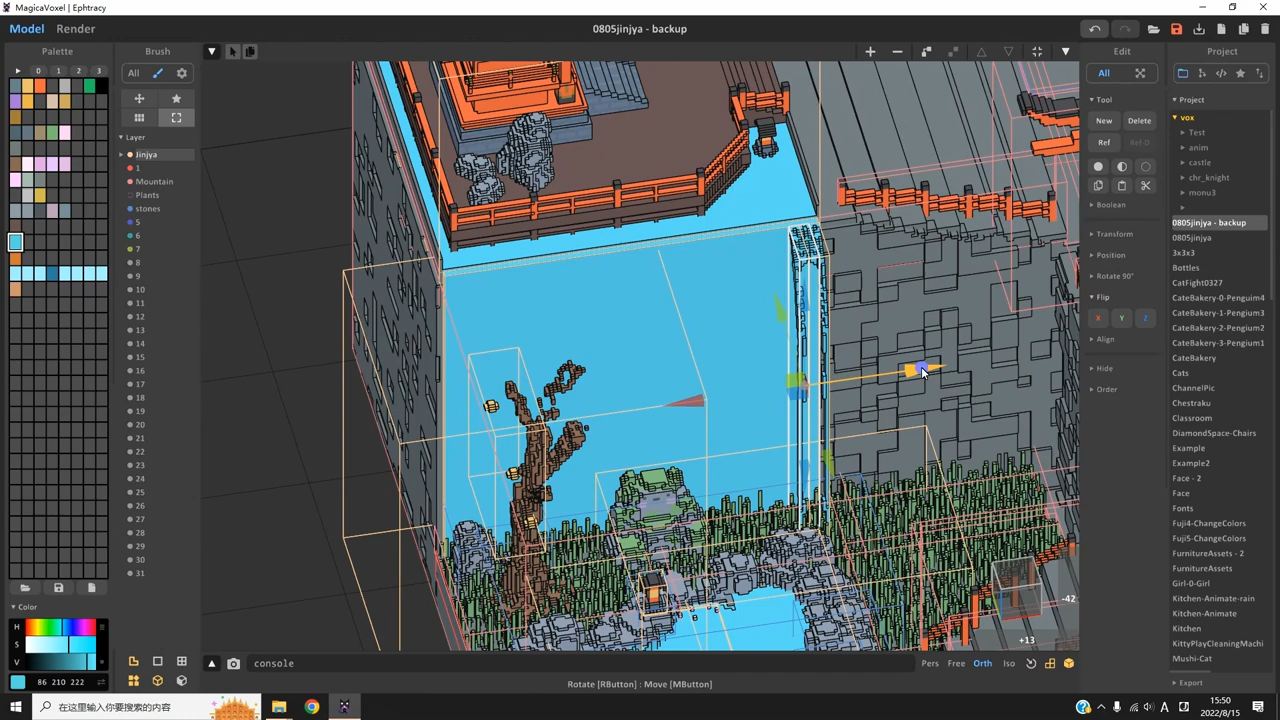 MagicaVoxel | Ephtracy
Model Render 0805jinjya - backup
Palette Brush Edit Project
0 1 2 3
All
All
Layer
Jinjya
1
Mountain
Plants
stones
5
6
7
8
9
10
11
12
13
14
15
16
17
18
19
20
21
22
23
24
25
26
27
28
29
30
31
Color
H
S
V
86 210 222
Tool
New Delete
Ref Ref-D
Boolean
Transform
Position
Rotate 90°
Flip
X Y Z
Align
Hide
Order
Project
vox
Test
anim
castle
chr_knight
monu3
0805jinjya - backup
0805jinjya
3x3x3
Bottles
CatFight0327
CateBakery-0-Penguim4
CateBakery-1-Pengium3
CateBakery-2-Pengium2
CateBakery-3-Pengium1
CateBakery
Cats
ChannelPic
Chestraku
Classroom
DiamondSpace-Chairs
Example
Example2
Face - 2
Face
Fonts
Fuji4-ChangeColors
Fuji5-ChangeColors
FurnitureAssets - 2
FurnitureAssets
Girl-0-Girl
Kitchen-Animate-rain
Kitchen-Animate
Kitchen
KittyPlayCleaningMachi
Mushi-Cat
Export
-42
+13
console
Pers Free Orth Iso
Rotate [RButton] : Move [MButton]
在这里输入你要搜索的内容
15:50
2022/8/15